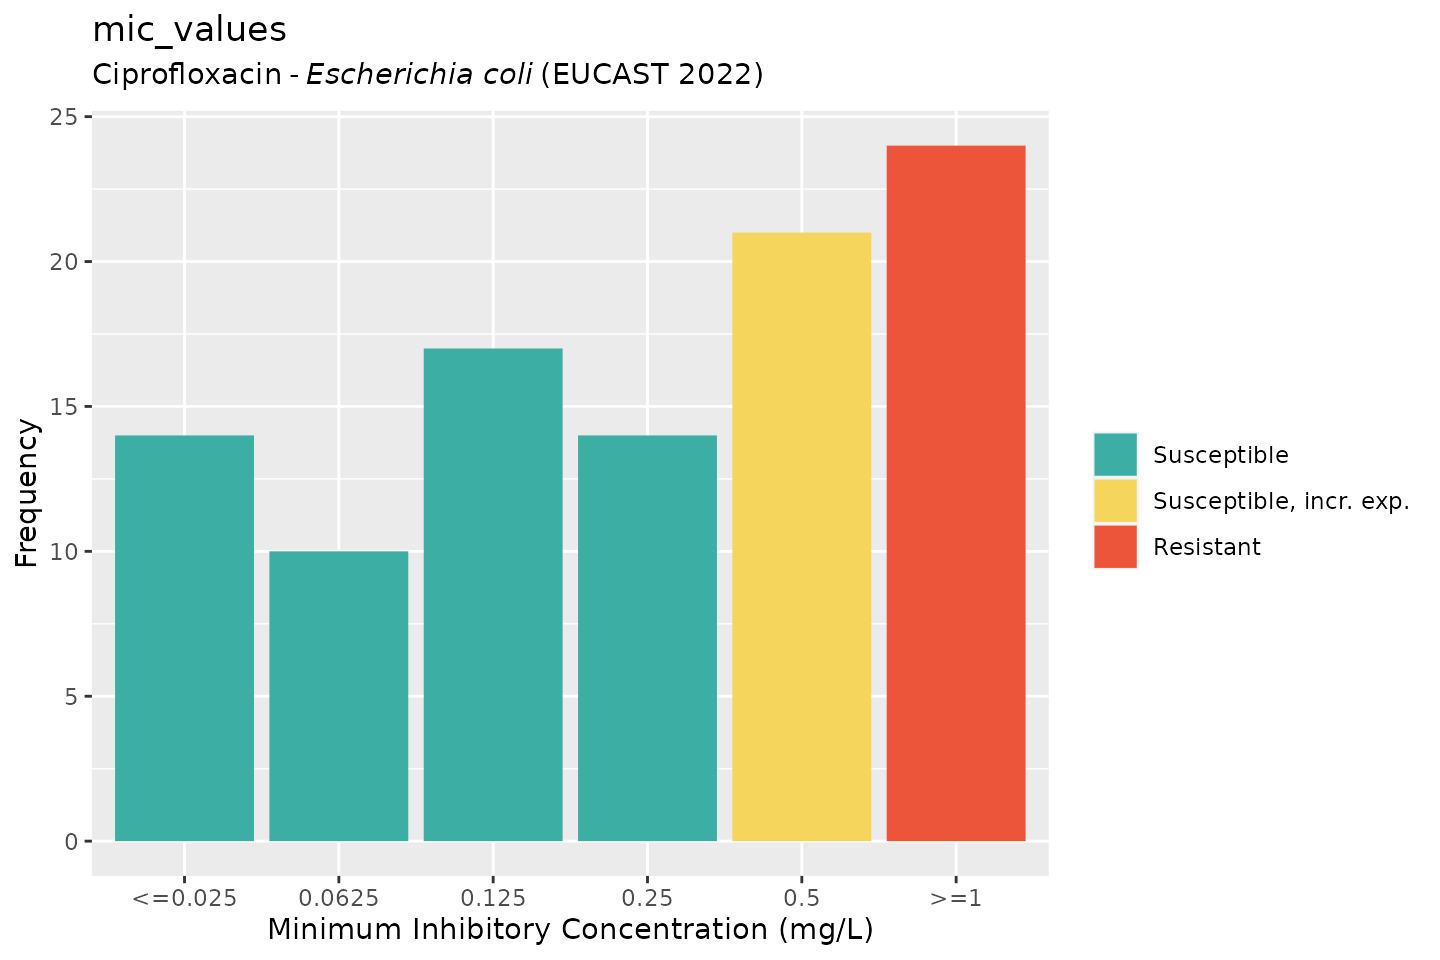 mic_values
Ciprofloxacin - Escherichia coli (EUCAST 2022)
25
20
15
10
5
0
Frequency
<=0.025
0.0625
0.125
0.25
0.5
>=1
Minimum Inhibitory Concentration (mg/L)
Susceptible
Susceptible, incr. exp.
Resistant